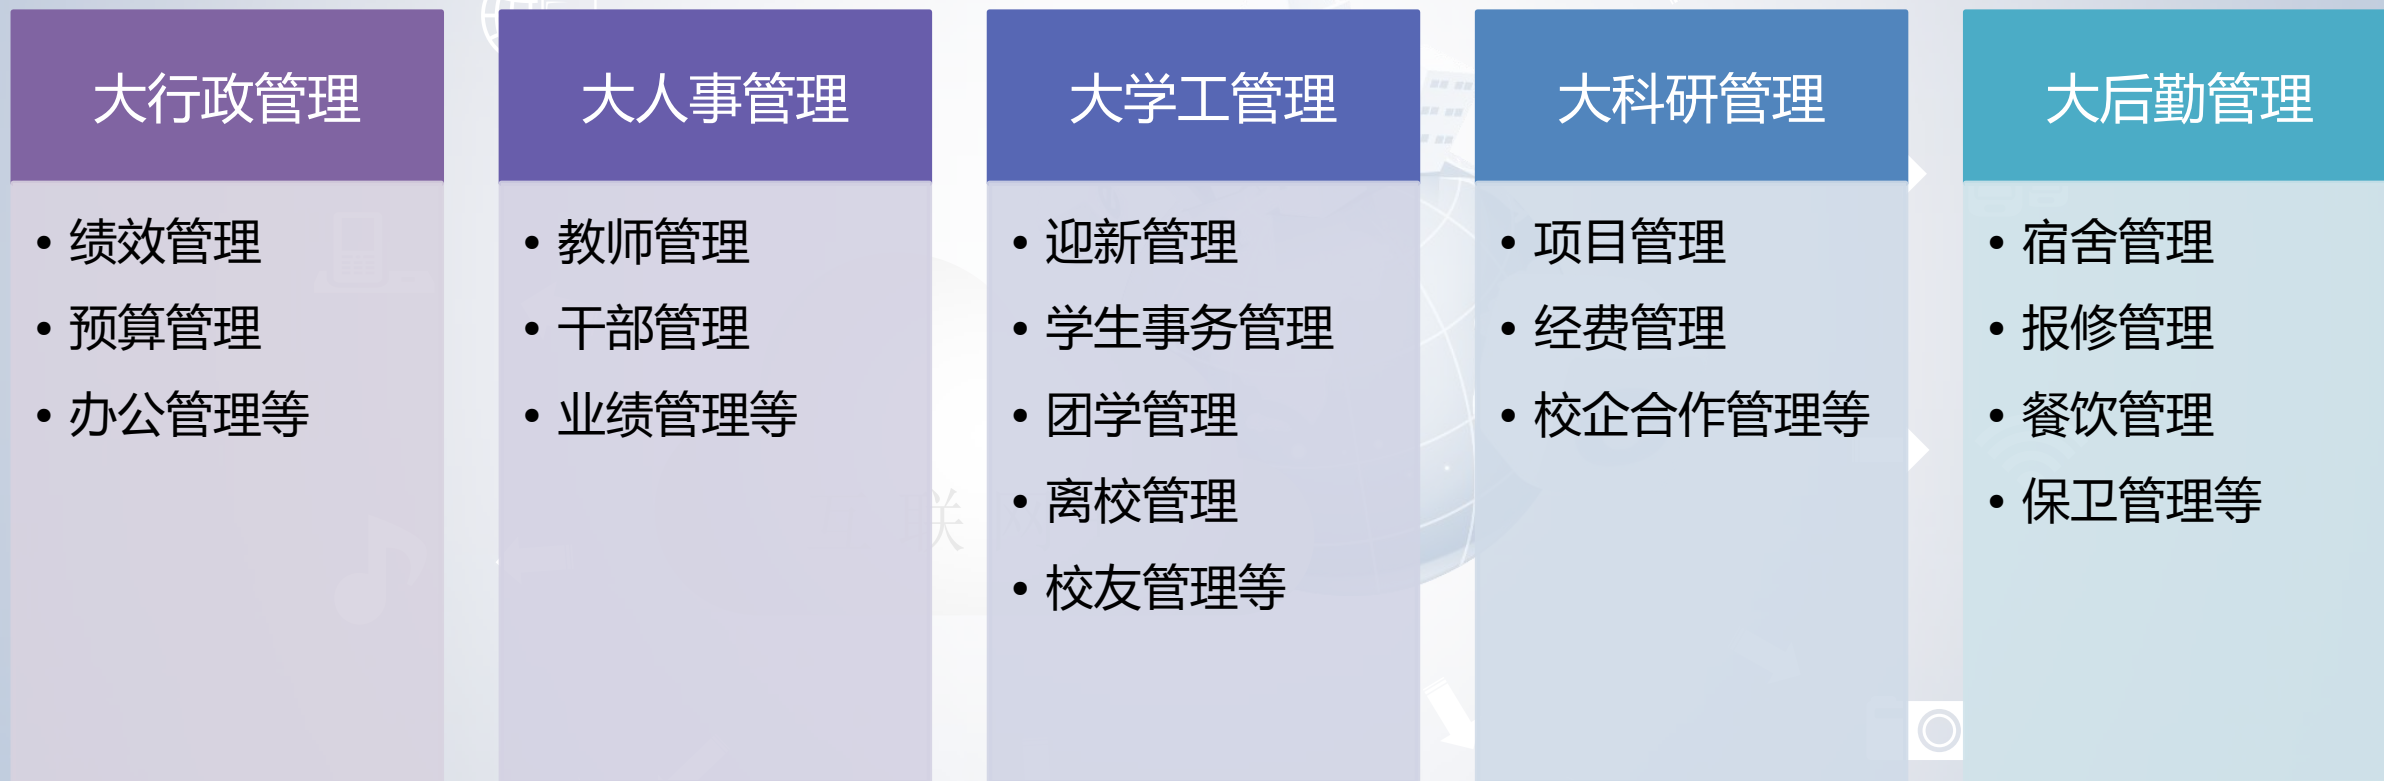 大行政管理
• 绩效管理
• 预算管理
• 办公管理等
大人事管理
• 教师管理
• 干部管理
• 业绩管理等
大学工管理
• 迎新管理
• 学生事务管理
• 团学管理
• 离校管理
• 校友管理等
大科研管理
• 项目管理
• 经费管理
• 校企合作管理等
大后勤管理
• 宿舍管理
• 报修管理
• 餐饮管理
• 保卫管理等
联